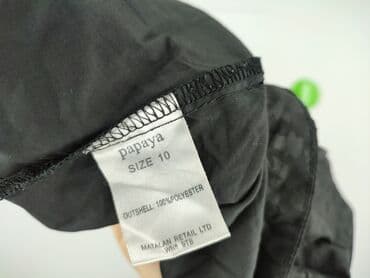 papaya
SIZE 10
OUTSHELL: 100%POLYESTER
MATALAN RETAIL LTD